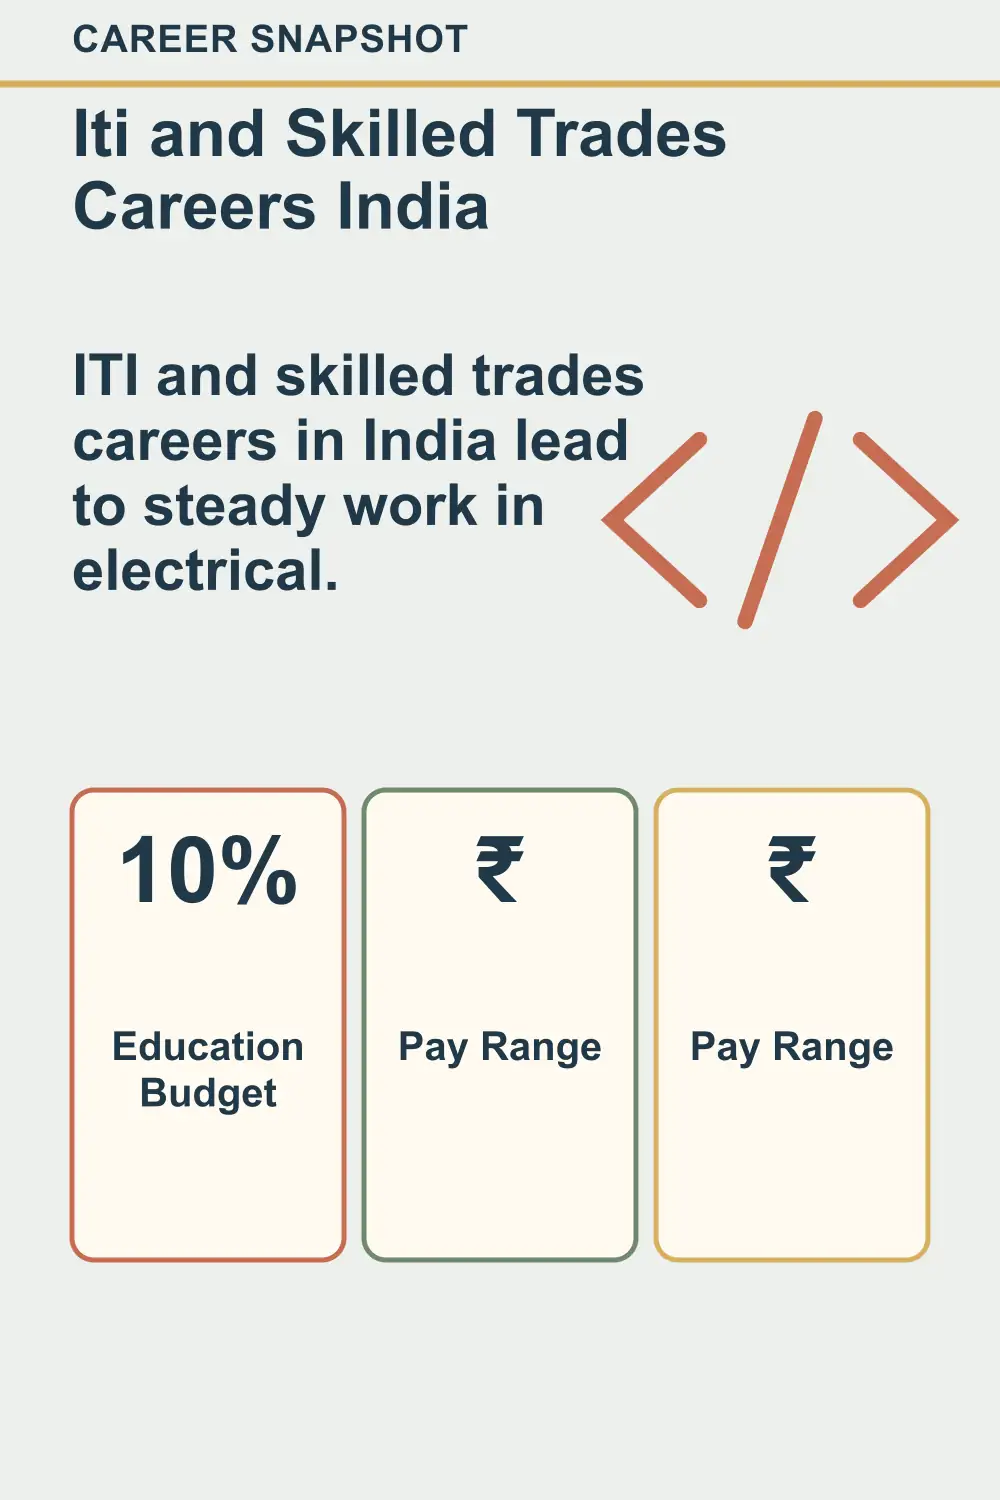 CAREER SNAPSHOT
Iti and Skilled Trades
Careers India
ITI and skilled trades
careers in India lead
to steady work in
electrical.
10%
Education
Budget
₹
Pay Range
₹
Pay Range